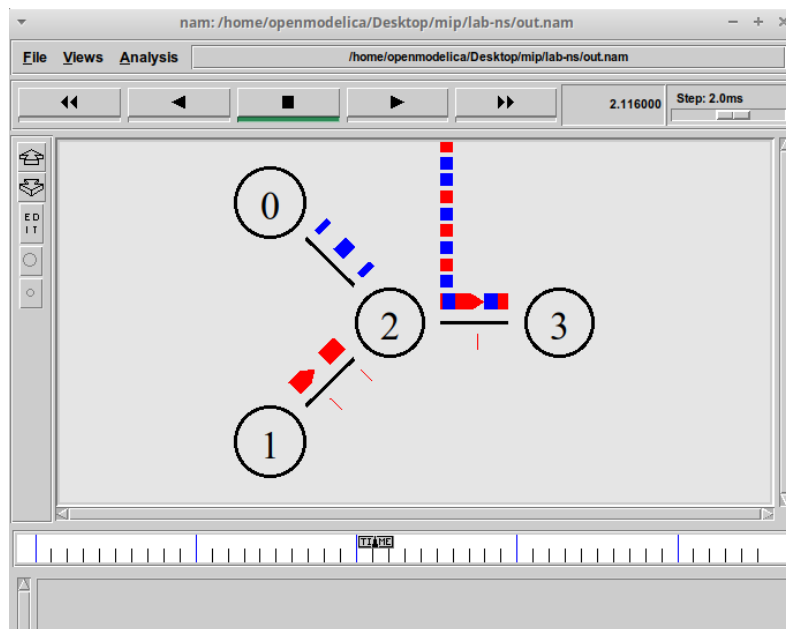 nam: /home/openmodelica/Desktop/mip/lab-ns/out.nam
File Views Analysis /home/openmodelica/Desktop/mip/lab-ns/out.nam
2.116000 Step: 2.0ms
E D
I T
0
2
3
1
TIME